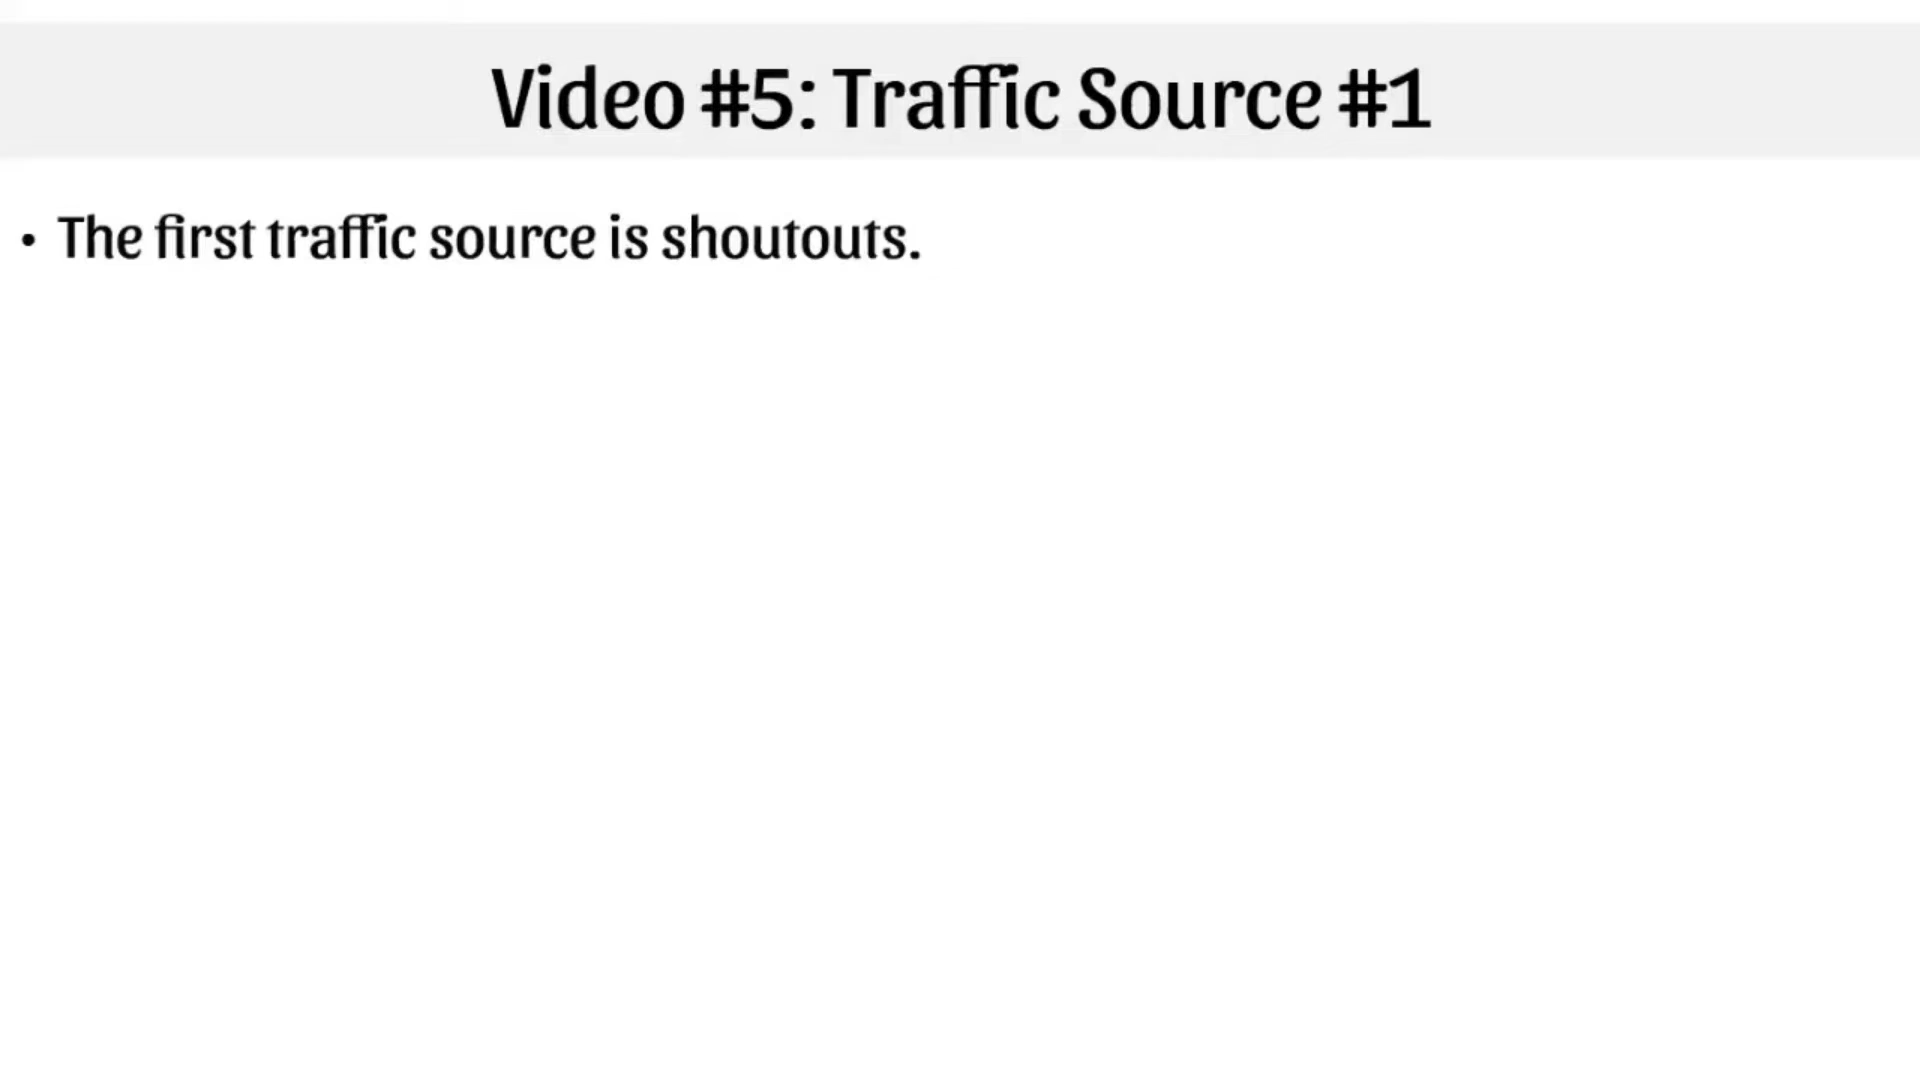 Video #5: Traffic Source #1
• The first traffic source is shoutouts.